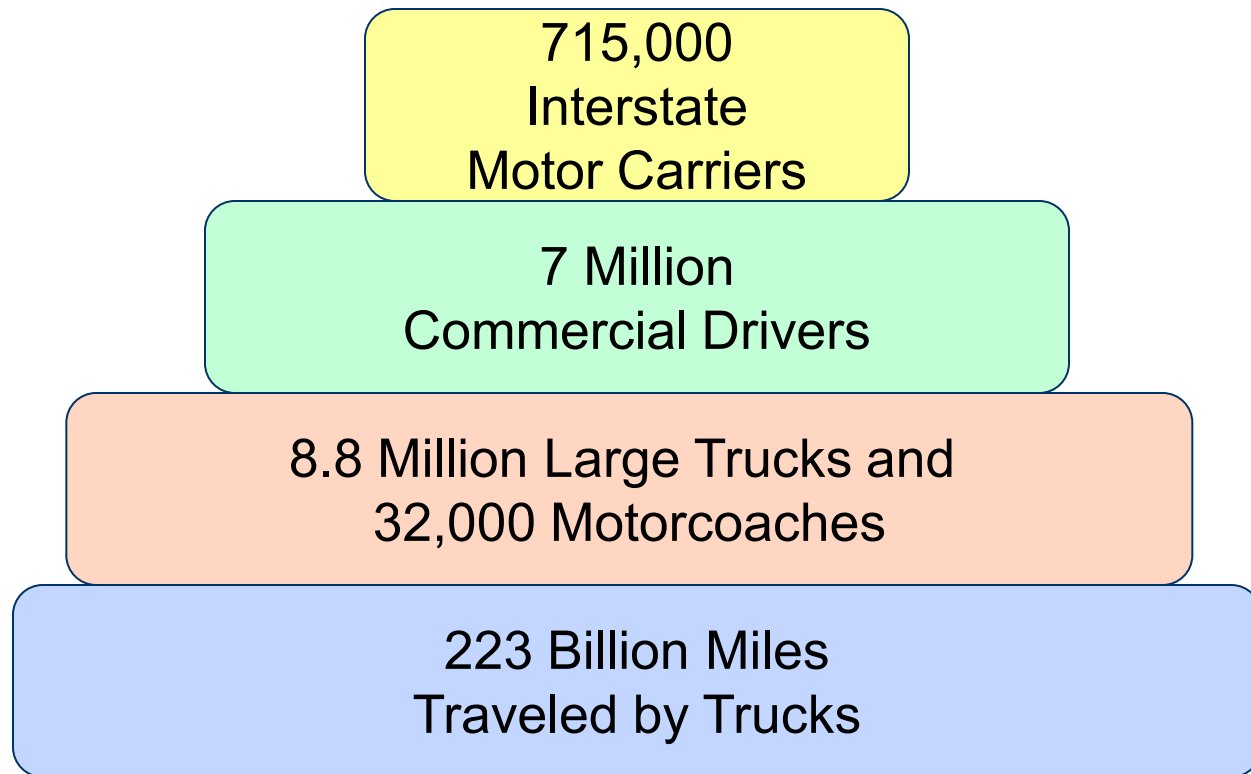 715,000
Interstate
Motor Carriers
7 Million
Commercial Drivers
8.8 Million Large Trucks and
32,000 Motorcoaches
223 Billion Miles
Traveled by Trucks